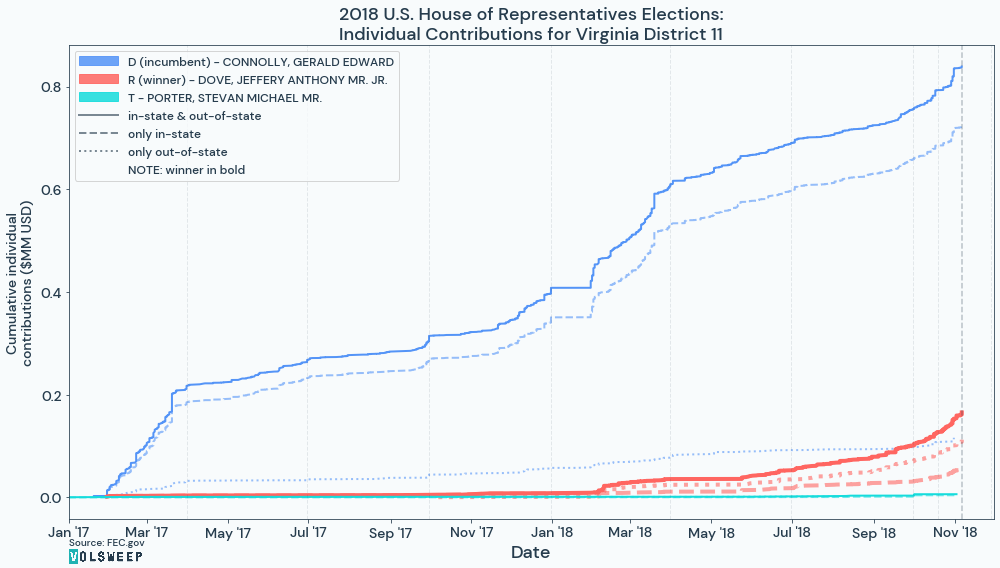 2018 U.S. House of Representatives Elections:
Individual Contributions for Virginia District 11
D (incumbent) - CONNOLLY, GERALD EDWARD
R (winner) - DOVE, JEFFERY ANTHONY MR. JR.
T - PORTER, STEVAN MICHAEL MR.
in-state & out-of-state
only in-state
only out-of-state
NOTE: winner in bold
Cumulative individual
contributions ($MM USD)
0.8
0.6
0.4
0.2
0.0
Jan '17 Mar '17 May '17 Jul '17 Sep '17 Nov '17 Jan '18 Mar '18 May '18 Jul '18 Sep '18 Nov '18
Date
Source: FEC.gov
VOLSWEEP